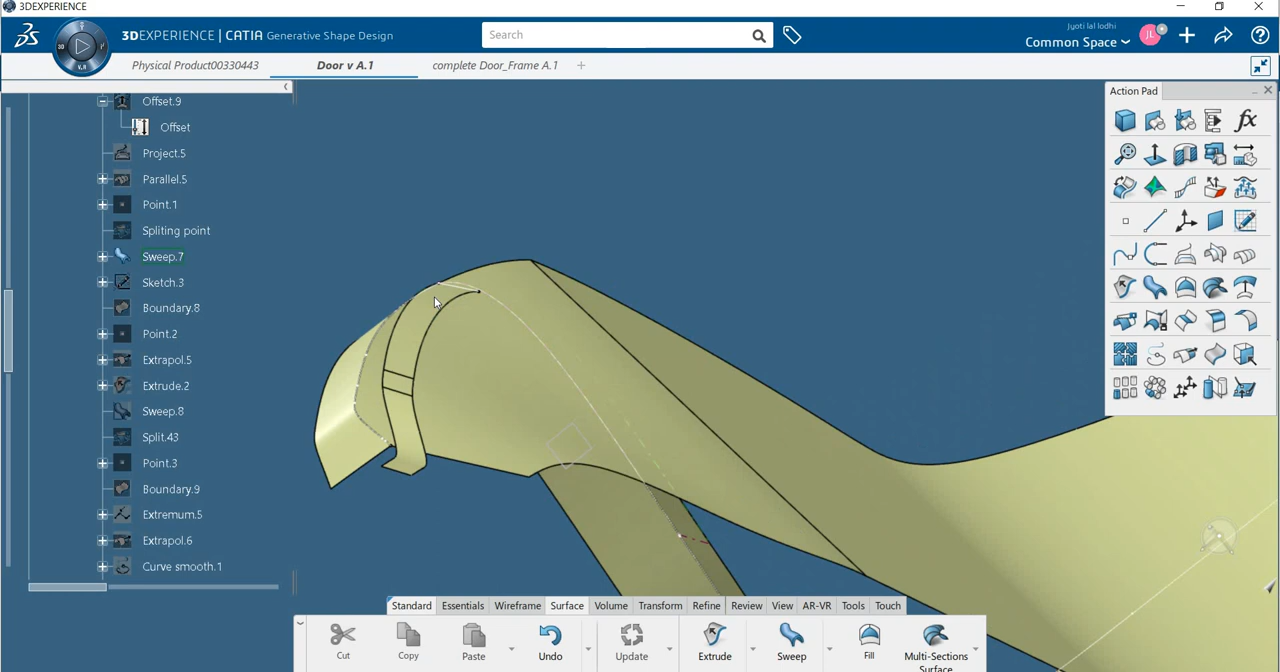 3DEXPERIENCE
3DEXPERIENCE | CATIA Generative Shape Design
Search
Jyoti lal lodhi
Common Space
JL
3D
V.R
Physical Product00330443
Door v A.1
complete Door_Frame A.1
Action Pad
fx
Offset.9
Offset
Project.5
Parallel.5
Point.1
Spliting point
Sweep.7
Sketch.3
Boundary.8
Point.2
Extrapol.5
Extrude.2
Sweep.8
Split.43
Point.3
Boundary.9
Extremum.5
Extrapol.6
Curve smooth.1
Standard Essentials Wireframe Surface Volume Transform Refine Review View AR-VR Tools Touch
Cut Copy Paste Undo Update Extrude Sweep Fill Multi-Sections
Surface